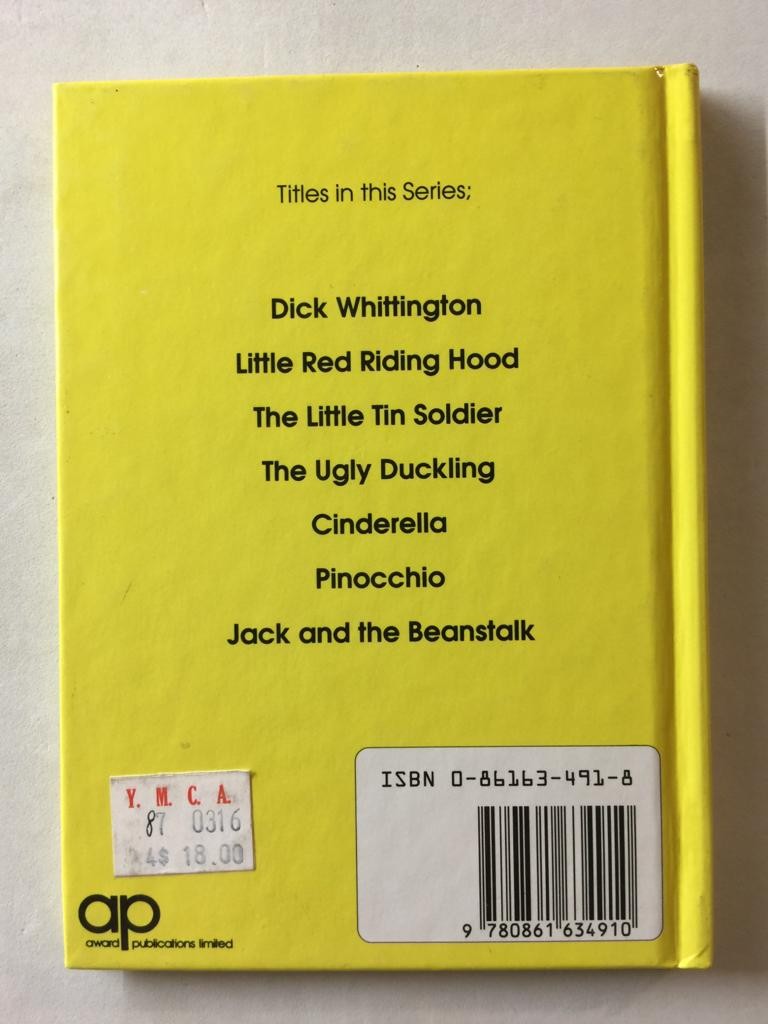 Titles in this Series;
Dick Whittington
Little Red Riding Hood
The Little Tin Soldier
The Ugly Duckling
Cinderella
Pinocchio
Jack and the Beanstalk
Y. M. C. A.
87 0316
4$ 18.00
ap
award publications limited
ISBN 0-86163-491-8
9 780861 634910